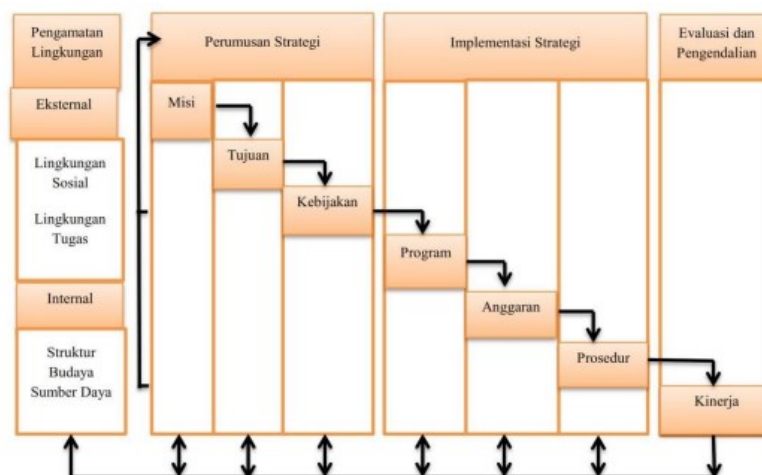 Pengamatan
Lingkungan
Perumusan Strategi
Implementasi Strategi
Evaluasi dan
Pengendalian
Eksternal
Lingkungan
Sosial
Lingkungan
Tugas
Internal
Struktur
Budaya
Sumber Daya
Misi
Tujuan
Kebijakan
Program
Anggaran
Prosedur
Kinerja